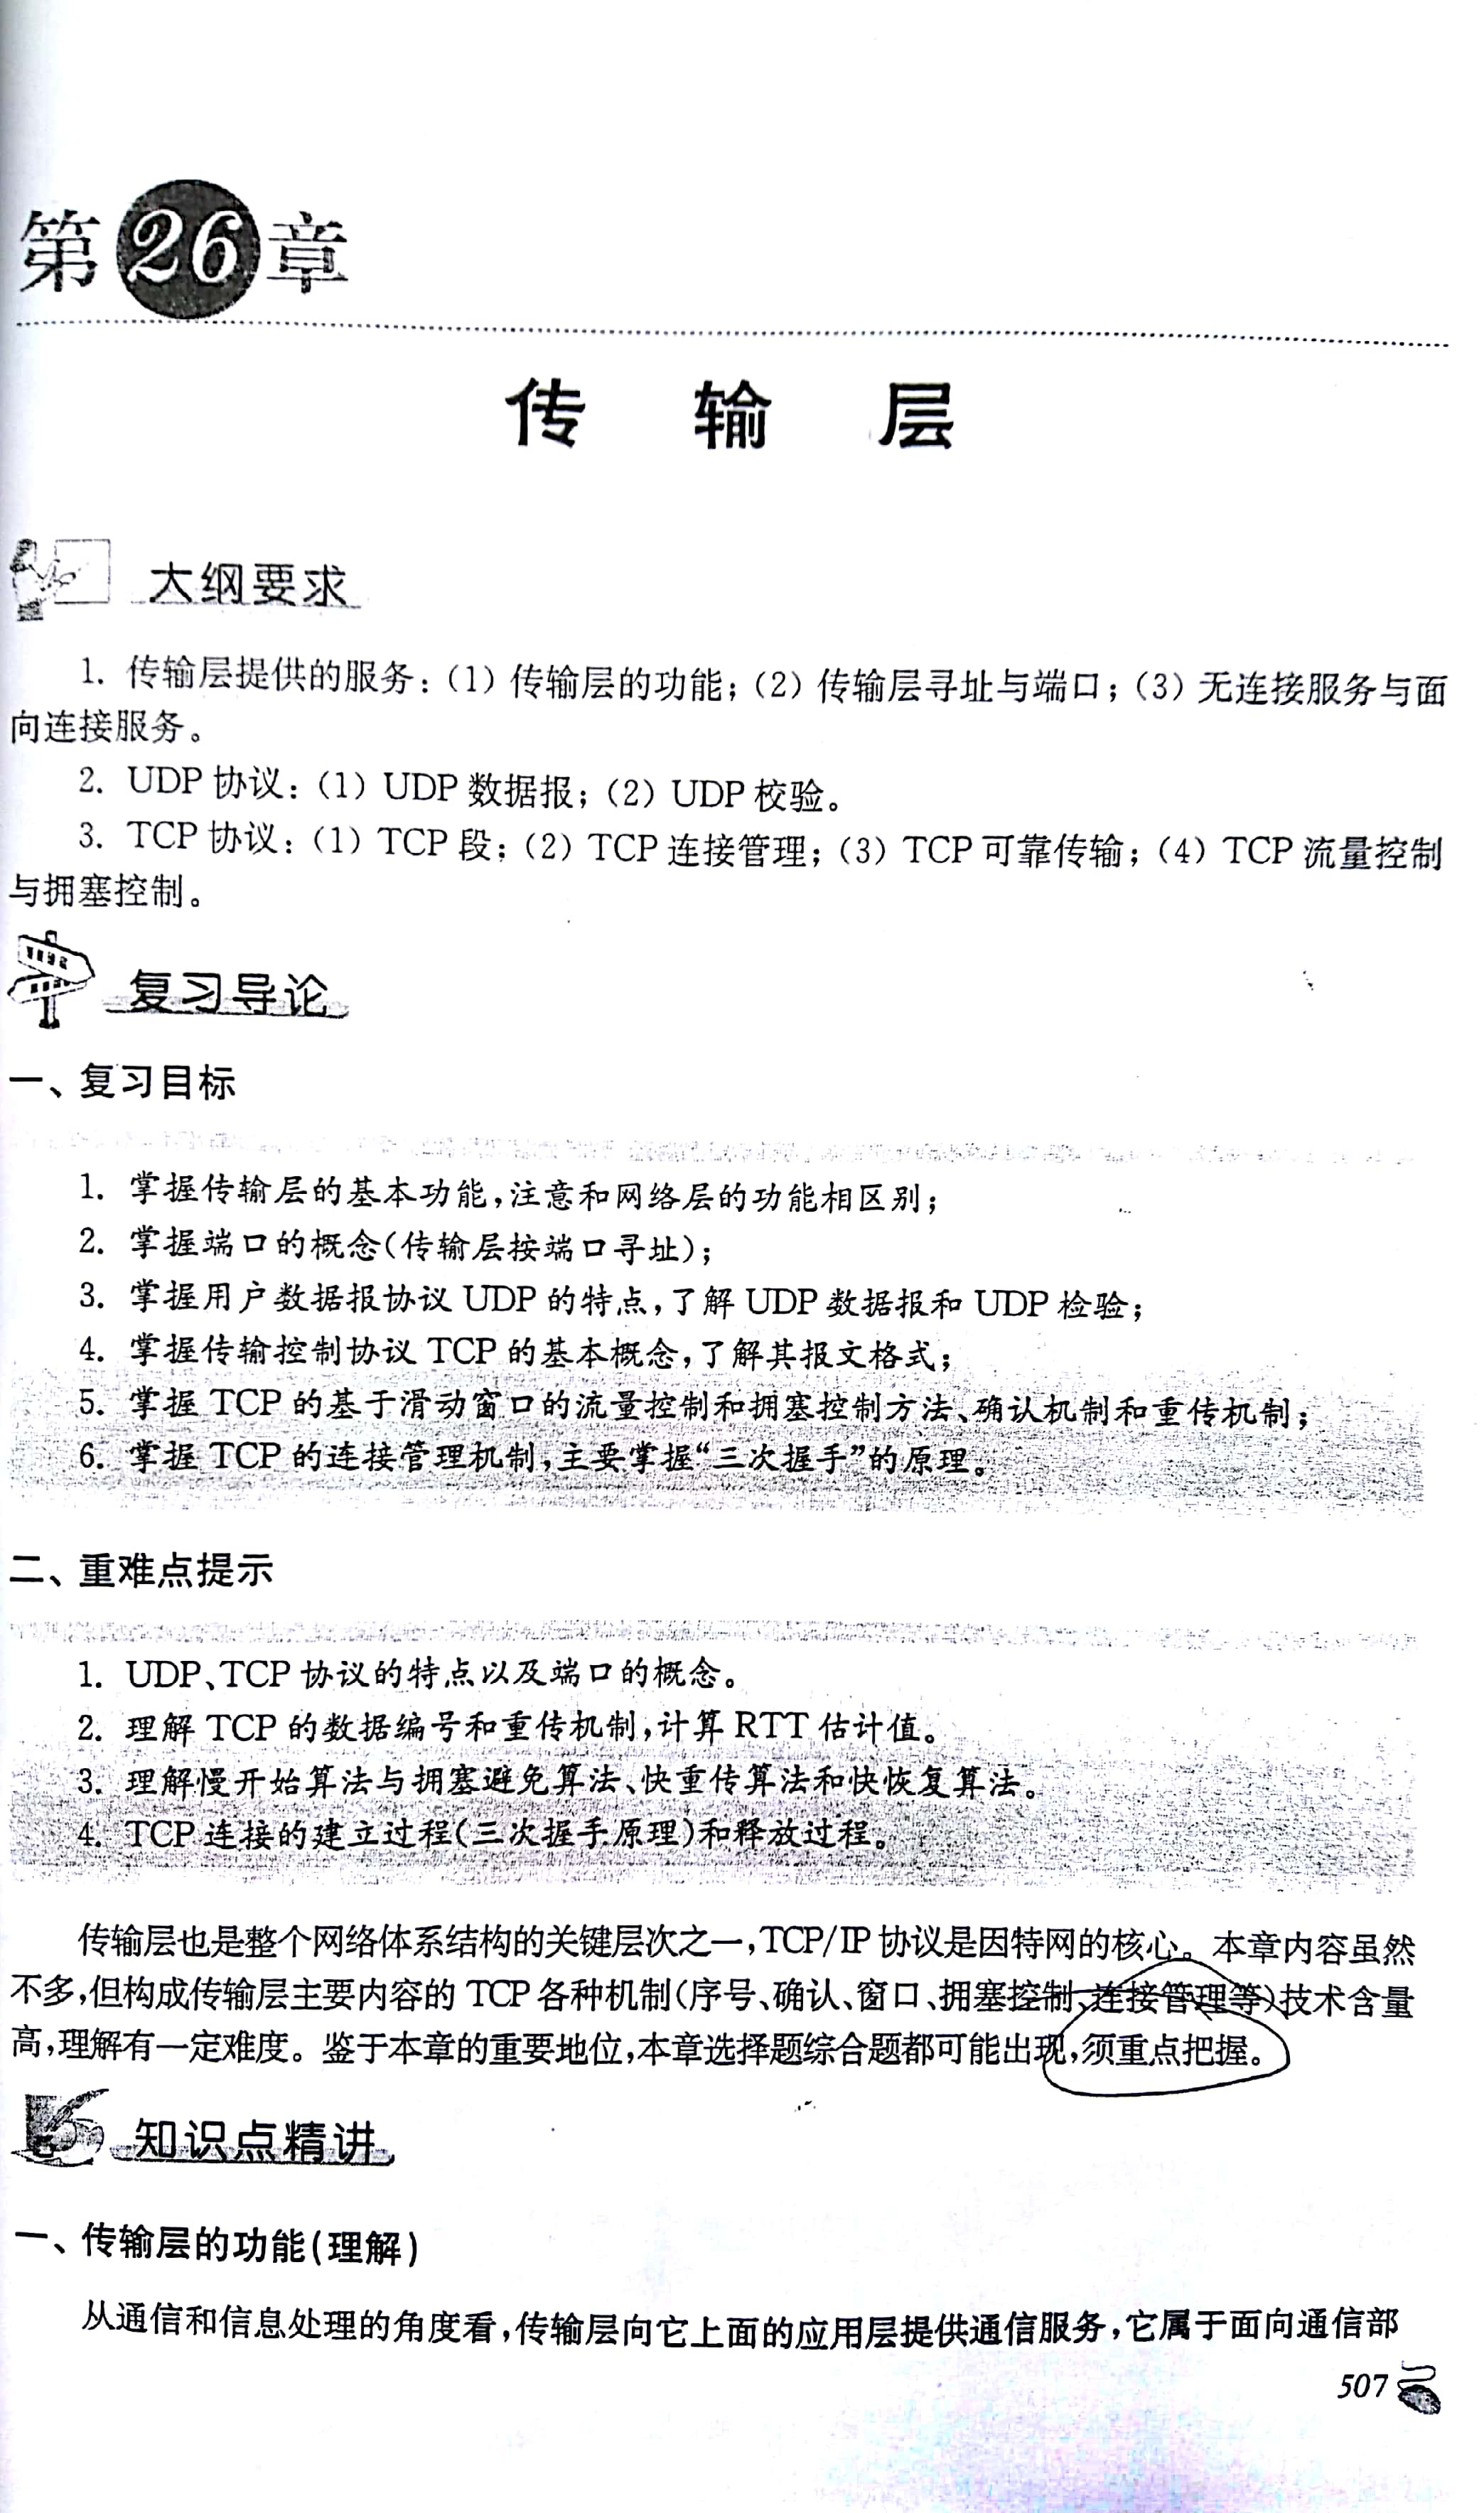 第26章
传 输 层
大纲要求
1. 传输层提供的服务：（1）传输层的功能；（2）传输层寻址与端口；（3）无连接服务与面
向连接服务。
2. UDP 协议：（1）UDP 数据报；（2）UDP 校验。
3. TCP 协议：（1）TCP 段；（2）TCP 连接管理；（3）TCP 可靠传输；（4）TCP 流量控制
与拥塞控制。
复习导论
一、复习目标
1. 掌握传输层的基本功能，注意和网络层的功能相区别；
2. 掌握端口的概念（传输层按端口寻址）；
3. 掌握用户数据报协议 UDP 的特点，了解 UDP 数据报和 UDP 检验；
4. 掌握传输控制协议 TCP 的基本概念，了解其报文格式；
5. 掌握 TCP 的基于滑动窗口的流量控制和拥塞控制方法、确认机制和重传机制；
6. 掌握 TCP 的连接管理机制，主要掌握“三次握手”的原理。
二、重难点提示
1. UDP、TCP 协议的特点以及端口的概念。
2. 理解 TCP 的数据编号和重传机制，计算 RTT 估计值。
3. 理解慢开始算法与拥塞避免算法、快重传算法和快恢复算法。
4. TCP 连接的建立过程（三次握手原理）和释放过程。
传输层也是整个网络体系结构的关键层次之一，TCP/IP 协议是因特网的核心。本章内容虽然
不多，但构成传输层主要内容的 TCP 各种机制（序号、确认、窗口、拥塞控制、连接管理等）技术含量
高，理解有一定难度。鉴于本章的重要地位，本章选择题综合题都可能出现，须重点把握。
知识点精讲
一、传输层的功能（理解）
从通信和信息处理的角度看，传输层向它上面的应用层提供通信服务，它属于面向通信部
507